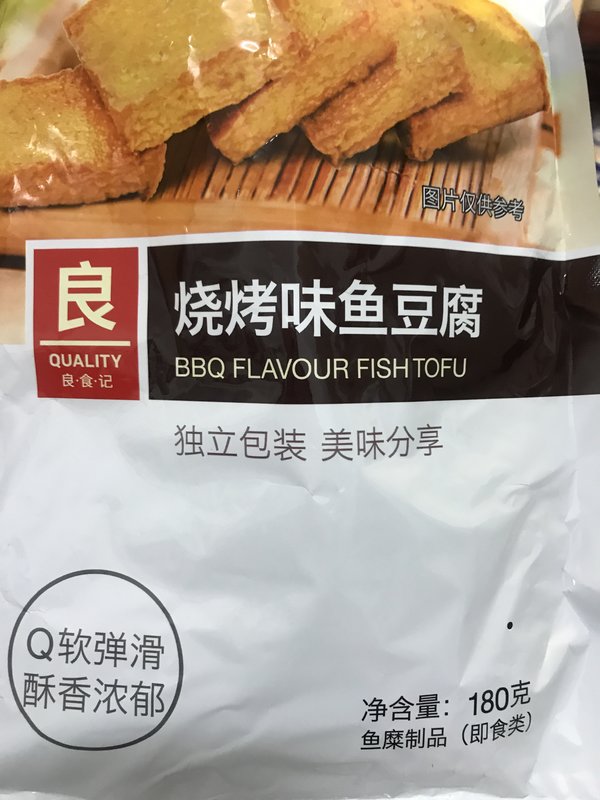 图片仅供参考
良
QUALITY
良·食·记
烧烤味鱼豆腐
BBQ FLAVOUR FISH TOFU
独立包装 美味分享
Q软弹滑
酥香浓郁
净含量：180克
鱼糜制品（即食类）